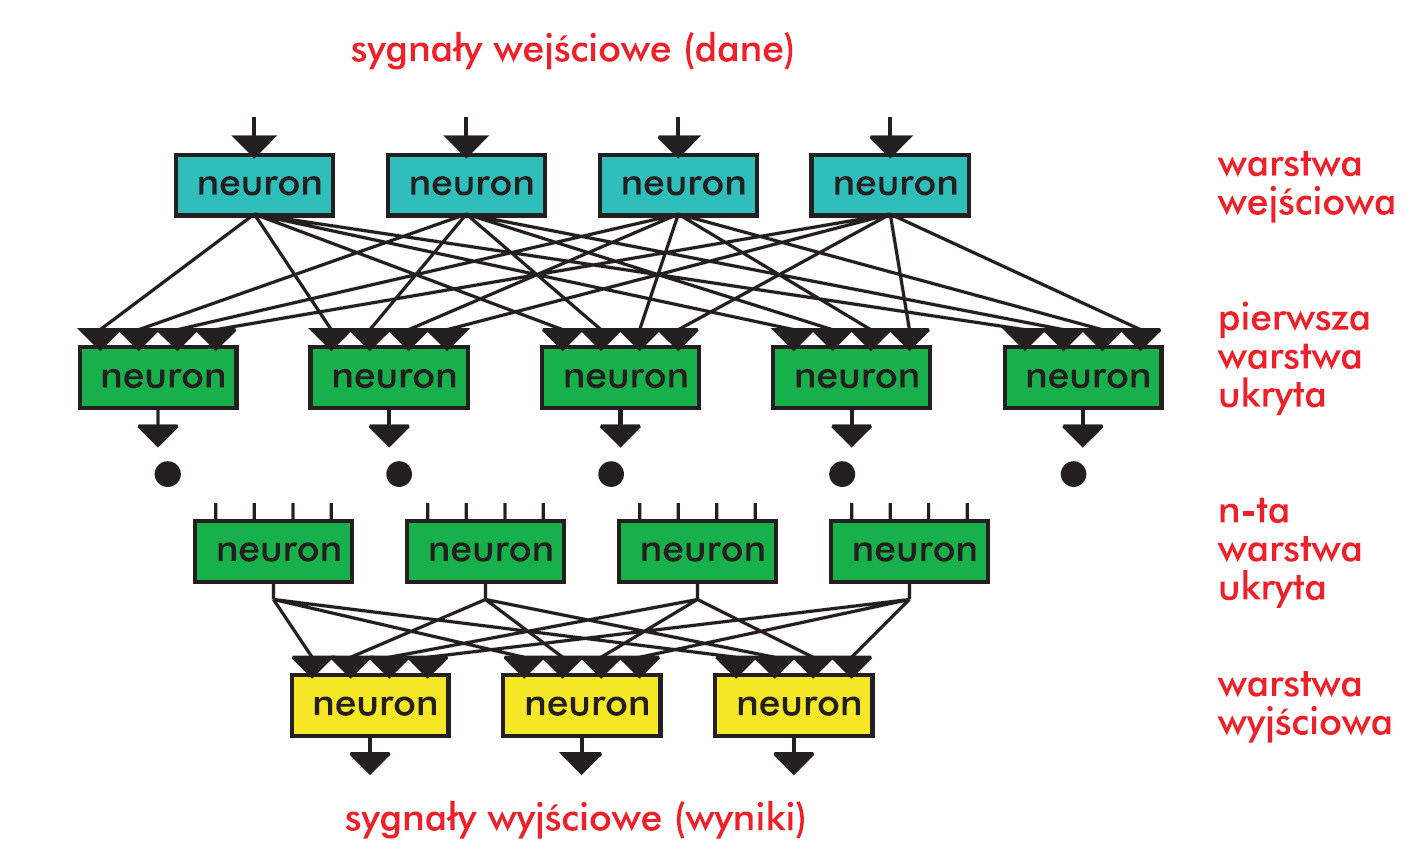 sygnały wejściowe (dane)
neuron neuron neuron neuron
warstwa
wejściowa
pierwsza
warstwa
ukryta
neuron neuron neuron neuron neuron
n-ta
warstwa
ukryta
neuron neuron neuron neuron
warstwa
wyjściowa
neuron neuron neuron
sygnały wyjściowe (wyniki)